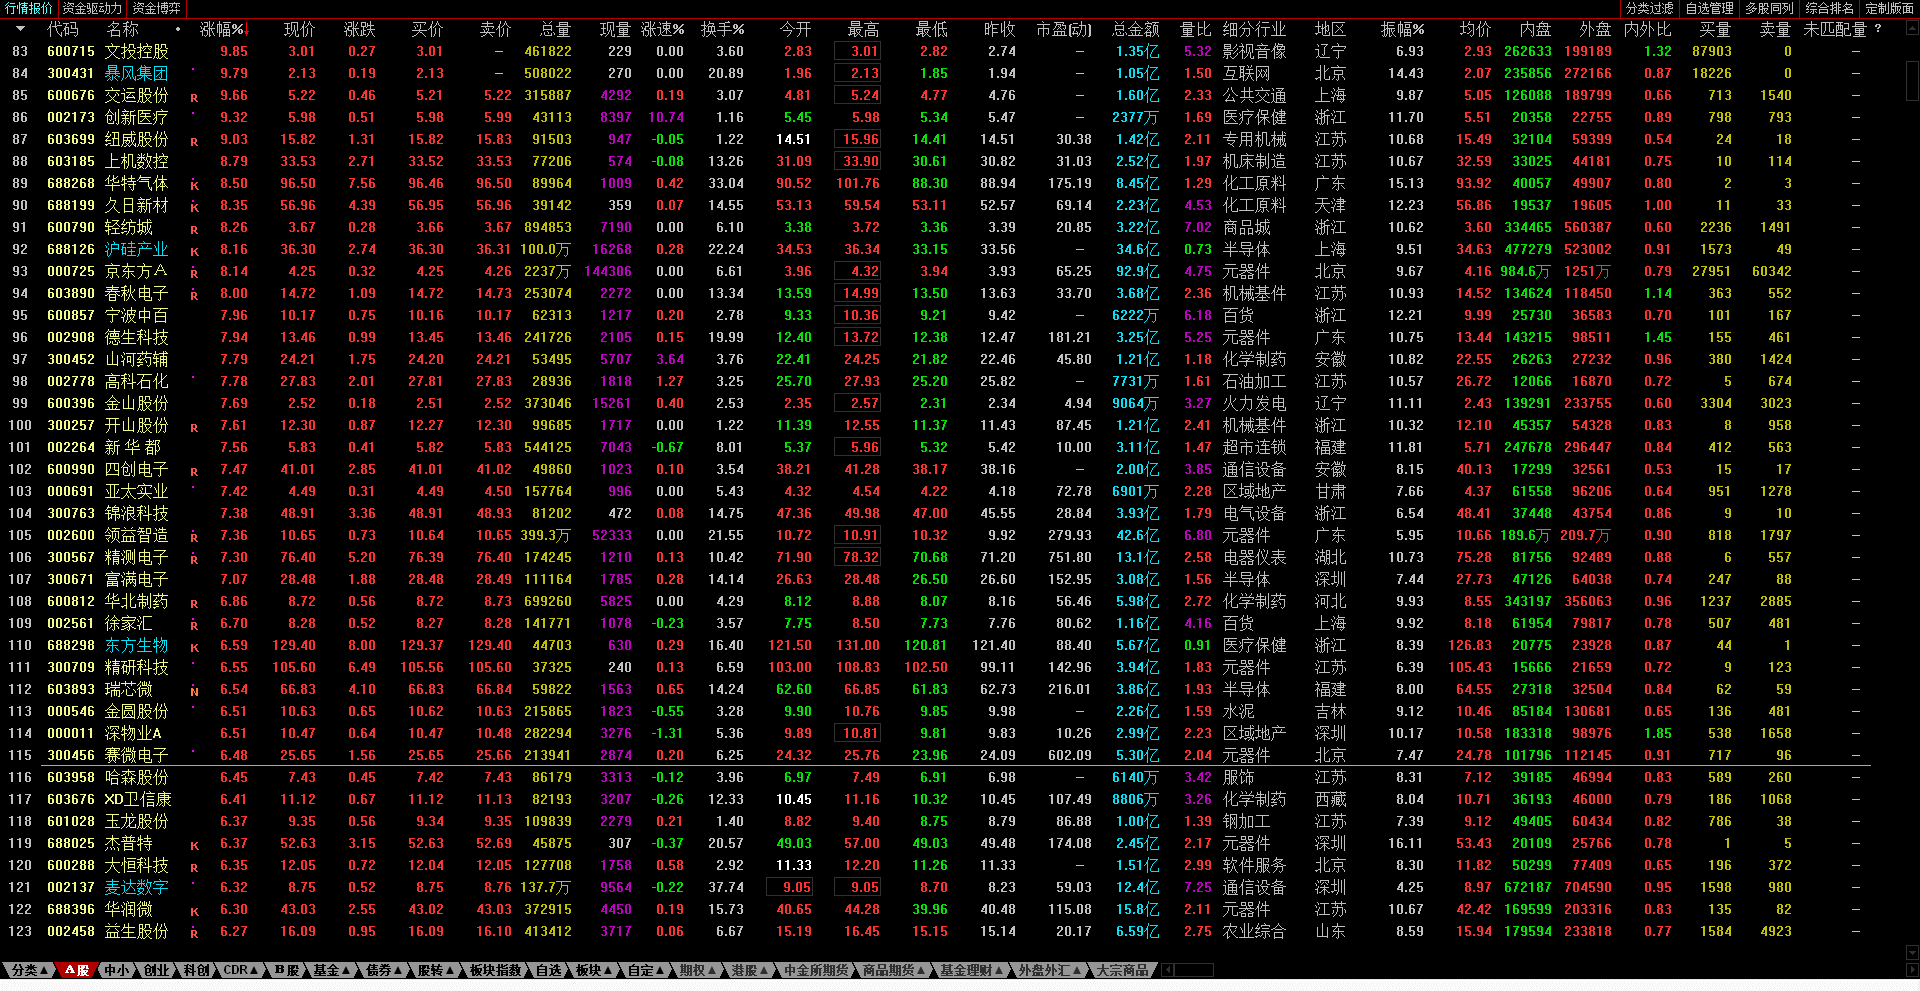 行情报价 资金驱动力 资金博弈 分类过滤 自选管理 多股同列 综合排名 定制版面
代码 名称 涨幅% 现价 涨跌 买价 卖价 总量 现量 涨速% 换手% 今开 最高 最低 昨收 市盈(动) 总金额 量比 细分行业 地区 振幅% 均价 内盘 外盘 内外比 买量 卖量 未匹配量 ?
83 600715 文投控股 9.85 3.01 0.27 3.01 — 461822 229 0.00 3.60 2.83 3.01 2.82 2.74 — 1.35亿 5.32 影视音像 辽宁 6.93 2.93 262633 199189 1.32 87903 0 —
84 300431 暴风集团 9.79 2.13 0.19 2.13 — 508022 270 0.00 20.89 1.96 2.13 1.85 1.94 — 1.05亿 1.50 互联网 北京 14.43 2.07 235856 272166 0.87 18226 0 —
85 600676 交运股份 R 9.66 5.22 0.46 5.21 5.22 315887 4292 0.19 3.07 4.81 5.24 4.77 4.76 — 1.60亿 2.33 公共交通 上海 9.87 5.05 126088 189799 0.66 713 1540 —
86 002173 创新医疗 9.32 5.98 0.51 5.98 5.99 43113 8397 10.74 1.16 5.45 5.98 5.34 5.47 — 2377万 1.69 医疗保健 浙江 11.70 5.51 20358 22755 0.89 798 793 —
87 603699 纽威股份 R 9.03 15.82 1.31 15.82 15.83 91503 947 -0.05 1.22 14.51 15.96 14.41 14.51 30.38 1.42亿 2.11 专用机械 江苏 10.68 15.49 32104 59399 0.54 24 18 —
88 603185 上机数控 8.79 33.53 2.71 33.52 33.53 77206 574 -0.08 13.26 31.09 33.90 30.61 30.82 31.03 2.52亿 1.97 机床制造 江苏 10.67 32.59 33025 44181 0.75 10 114 —
89 688268 华特气体 K 8.50 96.50 7.56 96.46 96.50 89964 1009 0.42 33.04 90.52 101.76 88.30 88.94 175.19 8.45亿 1.29 化工原料 广东 15.13 93.92 40057 49907 0.80 2 3 —
90 688199 久日新材 K 8.35 56.96 4.39 56.95 56.96 39142 359 0.07 14.55 53.13 59.54 53.11 52.57 69.14 2.23亿 4.53 化工原料 天津 12.23 56.86 19537 19605 1.00 11 33 —
91 600790 轻纺城 R 8.26 3.67 0.28 3.66 3.67 894853 7190 0.00 6.10 3.38 3.72 3.36 3.39 20.85 3.22亿 7.02 商品城 浙江 10.62 3.60 334465 560387 0.60 2236 1491 —
92 688126 沪硅产业 K 8.16 36.30 2.74 36.30 36.31 100.0万 16268 0.28 22.24 34.53 36.34 33.15 33.56 — 34.6亿 0.73 半导体 上海 9.51 34.63 477279 523002 0.91 1573 49 —
93 000725 京东方A R 8.14 4.25 0.32 4.25 4.26 2237万 144306 0.00 6.61 3.96 4.32 3.94 3.93 65.25 92.9亿 4.75 元器件 北京 9.67 4.16 984.6万 1251万 0.79 27951 60342 —
94 603890 春秋电子 R 8.00 14.72 1.09 14.72 14.73 253074 2272 0.00 13.34 13.59 14.99 13.50 13.63 33.70 3.68亿 2.36 机械基件 江苏 10.93 14.52 134624 118450 1.14 363 552 —
95 600857 宁波中百 7.96 10.17 0.75 10.16 10.17 62313 1217 0.20 2.78 9.33 10.36 9.21 9.42 — 6222万 6.18 百货 浙江 12.21 9.99 25730 36583 0.70 101 167 —
96 002908 德生科技 7.94 13.46 0.99 13.45 13.46 241726 2105 0.15 19.99 12.40 13.72 12.38 12.47 181.21 3.25亿 5.25 元器件 广东 10.75 13.44 143215 98511 1.45 155 461 —
97 300452 山河药辅 7.79 24.21 1.75 24.20 24.21 53495 5707 3.64 3.76 22.41 24.25 21.82 22.46 45.80 1.21亿 1.18 化学制药 安徽 10.82 22.55 26263 27232 0.96 380 1424 —
98 002778 高科石化 7.78 27.83 2.01 27.81 27.83 28936 1818 1.27 3.25 25.70 27.93 25.20 25.82 — 7731万 1.61 石油加工 江苏 10.57 26.72 12066 16870 0.72 5 674 —
99 600396 金山股份 7.69 2.52 0.18 2.51 2.52 373046 15261 0.40 2.53 2.35 2.57 2.31 2.34 4.94 9064万 3.27 火力发电 辽宁 11.11 2.43 139291 233755 0.60 3304 3023 —
100 300257 开山股份 R 7.61 12.30 0.87 12.27 12.30 99685 1717 0.00 1.22 11.39 12.55 11.37 11.43 87.45 1.21亿 2.41 机械基件 浙江 10.32 12.10 45357 54328 0.83 8 958 —
101 002264 新华都 7.56 5.83 0.41 5.82 5.83 544125 7043 -0.67 8.01 5.37 5.96 5.32 5.42 10.00 3.11亿 1.47 超市连锁 福建 11.81 5.71 247678 296447 0.84 412 563 —
102 600990 四创电子 R 7.47 41.01 2.85 41.01 41.02 49860 1023 0.10 3.54 38.21 41.28 38.17 38.16 — 2.00亿 3.85 通信设备 安徽 8.15 40.13 17299 32561 0.53 15 17 —
103 000691 亚太实业 7.42 4.49 0.31 4.49 4.50 157764 996 0.00 5.43 4.32 4.54 4.22 4.18 72.78 6901万 2.28 区域地产 甘肃 7.66 4.37 61558 96206 0.64 951 1278 —
104 300763 锦浪科技 7.38 48.91 3.36 48.91 48.93 81202 472 0.08 14.75 47.36 49.98 47.00 45.55 28.84 3.93亿 1.79 电气设备 浙江 6.54 48.41 37448 43754 0.86 9 10 —
105 002600 领益智造 R 7.36 10.65 0.73 10.64 10.65 399.3万 52333 0.00 21.55 10.72 10.91 10.32 9.92 279.93 42.6亿 6.80 元器件 广东 5.95 10.66 189.6万 209.7万 0.90 818 1797 —
106 300567 精测电子 R 7.30 76.40 5.20 76.39 76.40 174245 1210 0.13 10.42 71.90 78.32 70.68 71.20 751.80 13.1亿 2.58 电器仪表 湖北 10.73 75.28 81756 92489 0.88 6 557 —
107 300671 富满电子 7.07 28.48 1.88 28.48 28.49 111164 1785 0.28 14.14 26.63 28.48 26.50 26.60 152.95 3.08亿 1.56 半导体 深圳 7.44 27.73 47126 64038 0.74 247 88 —
108 600812 华北制药 R 6.86 8.72 0.56 8.72 8.73 699260 5825 0.00 4.29 8.12 8.88 8.07 8.16 56.46 5.98亿 2.72 化学制药 河北 9.93 8.55 343197 356063 0.96 1237 2885 —
109 002561 徐家汇 R 6.70 8.28 0.52 8.27 8.28 141771 1078 -0.23 3.57 7.75 8.50 7.73 7.76 80.62 1.16亿 4.16 百货 上海 9.92 8.18 61954 79817 0.78 507 481 —
110 688298 东方生物 K 6.59 129.40 8.00 129.37 129.40 44703 630 0.29 16.40 121.50 131.00 120.81 121.40 88.40 5.67亿 0.91 医疗保健 浙江 8.39 126.83 20775 23928 0.87 44 1 —
111 300709 精研科技 6.55 105.60 6.49 105.56 105.60 37325 240 0.13 6.59 103.00 108.83 102.50 99.11 142.96 3.94亿 1.83 元器件 江苏 6.39 105.43 15666 21659 0.72 9 123 —
112 603893 瑞芯微 N 6.54 66.83 4.10 66.83 66.84 59822 1563 0.65 14.24 62.60 66.85 61.83 62.73 216.01 3.86亿 1.93 半导体 福建 8.00 64.55 27318 32504 0.84 62 59 —
113 000546 金圆股份 6.51 10.63 0.65 10.62 10.63 215865 1823 -0.55 3.28 9.90 10.76 9.85 9.98 — 2.26亿 1.59 水泥 吉林 9.12 10.46 85184 130681 0.65 136 481 —
114 000011 深物业A 6.51 10.47 0.64 10.47 10.48 282294 3276 -1.31 5.36 9.89 10.81 9.81 9.83 10.26 2.99亿 2.23 区域地产 深圳 10.17 10.58 183318 98976 1.85 538 1658 —
115 300456 赛微电子 6.48 25.65 1.56 25.65 25.66 213941 2874 0.20 6.25 24.32 25.76 23.96 24.09 602.09 5.30亿 2.04 元器件 北京 7.47 24.78 101796 112145 0.91 717 96 —
116 603958 哈森股份 6.45 7.43 0.45 7.42 7.43 86179 3313 -0.12 3.96 6.97 7.49 6.91 6.98 — 6140万 3.42 服饰 江苏 8.31 7.12 39185 46994 0.83 589 260 —
117 603676 XD卫信康 6.41 11.12 0.67 11.12 11.13 82193 3207 -0.26 12.33 10.45 11.16 10.32 10.45 107.49 8806万 3.26 化学制药 西藏 8.04 10.71 36193 46000 0.79 186 1068 —
118 601028 玉龙股份 6.37 9.35 0.56 9.34 9.35 109839 2279 0.21 1.40 8.82 9.40 8.75 8.79 86.88 1.00亿 1.39 钢加工 江苏 7.39 9.12 49405 60434 0.82 786 38 —
119 688025 杰普特 K 6.37 52.63 3.15 52.63 52.69 45875 307 -0.37 20.57 49.03 57.00 49.03 49.48 174.08 2.45亿 2.17 元器件 深圳 16.11 53.43 20109 25766 0.78 1 5 —
120 600288 大恒科技 R 6.35 12.05 0.72 12.04 12.05 127708 1758 0.58 2.92 11.33 12.20 11.26 11.33 — 1.51亿 2.99 软件服务 北京 8.30 11.82 50299 77409 0.65 196 372 —
121 002137 麦达数字 6.32 8.75 0.52 8.75 8.76 137.7万 9564 -0.22 37.74 9.05 9.05 8.70 8.23 59.03 12.4亿 7.25 通信设备 深圳 4.25 8.97 672187 704590 0.95 1598 980 —
122 688396 华润微 K 6.30 43.03 2.55 43.02 43.03 372915 4450 0.19 15.73 40.65 44.28 39.96 40.48 115.08 15.8亿 2.11 元器件 江苏 10.67 42.42 169599 203316 0.83 135 82 —
123 002458 益生股份 R 6.27 16.09 0.95 16.09 16.10 413412 3717 0.06 6.67 15.19 16.45 15.15 15.14 20.17 6.59亿 2.75 农业综合 山东 8.59 15.94 179594 233818 0.77 1584 4923 —
分类▲ A股 中小 创业 科创 CDR▲ B股 基金▲ 债券▲ 股转▲ 板块指数 自选 板块▲ 自定▲ 期权▲ 港股▲ 中金所期货 商品期货▲ 基金理财▲ 外盘外汇▲ 大宗商品